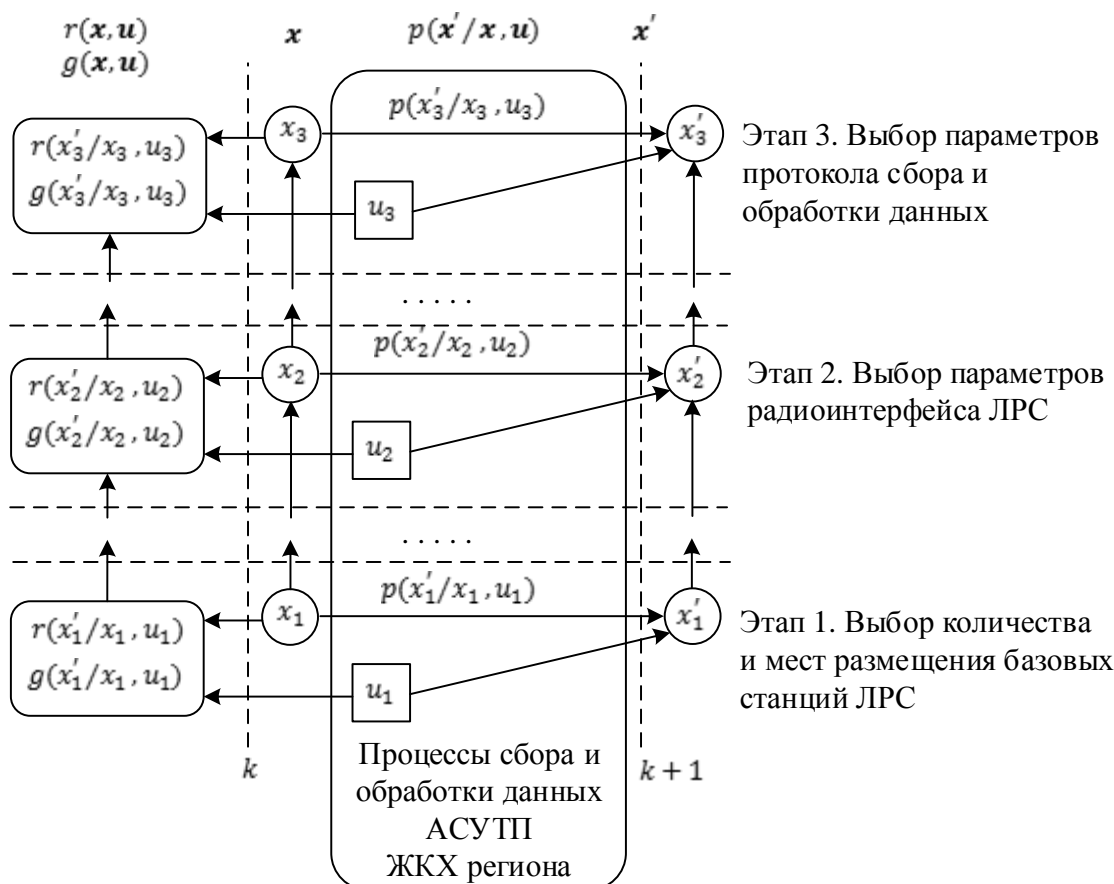 r(x, u)
g(x, u)
x
p(x′/x, u)
x′
p(x′₃/x₃ , u₃)
x₃
x′₃
r(x′₃/x₃ , u₃)
g(x′₃/x₃ , u₃)
u₃
Этап 3. Выбор параметров
протокола сбора и
обработки данных
. . . . .
p(x′₂/x₂ , u₂)
x₂
x′₂
r(x′₂/x₂ , u₂)
g(x′₂/x₂ , u₂)
u₂
Этап 2. Выбор параметров
радиоинтерфейса ЛРС
. . . . .
p(x′₁/x₁ , u₁)
x₁
x′₁
r(x′₁/x₁ , u₁)
g(x′₁/x₁ , u₁)
u₁
Этап 1. Выбор количества
и мест размещения базовых
станций ЛРС
k
Процессы сбора и
обработки данных
АСУТП
ЖКХ региона
k + 1